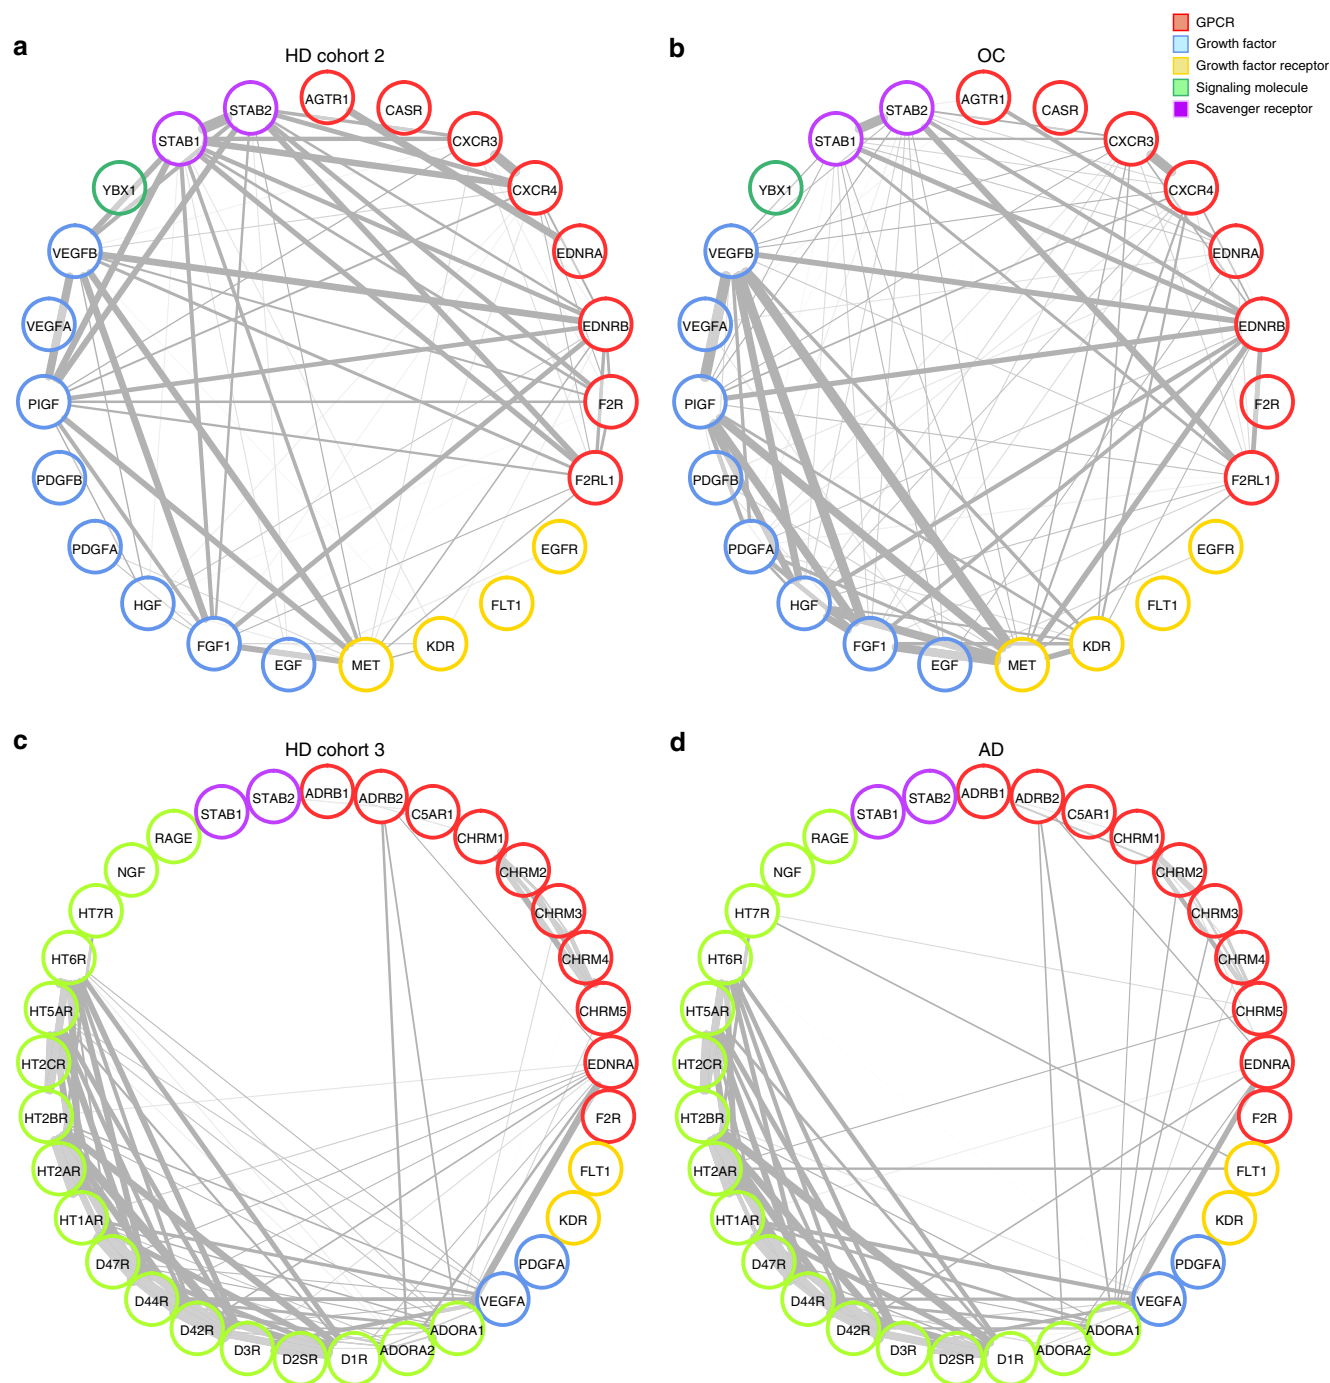 GPCR
Growth factor
Growth factor receptor
Signaling molecule
Scavenger receptor
a
HD cohort 2
STAB2
AGTR1
CASR
STAB1
CXCR3
YBX1
CXCR4
VEGFB
EDNRA
VEGFA
EDNRB
PIGF
F2R
PDGFB
F2RL1
PDGFA
EGFR
HGF
FLT1
FGF1
KDR
EGF
MET
b
OC
STAB2
AGTR1
CASR
STAB1
CXCR3
YBX1
CXCR4
VEGFB
EDNRA
VEGFA
EDNRB
PIGF
F2R
PDGFB
F2RL1
PDGFA
EGFR
HGF
FLT1
FGF1
KDR
EGF
MET
c
HD cohort 3
STAB2
ADRB1
ADRB2
STAB1
C5AR1
RAGE
CHRM1
NGF
CHRM2
HT7R
CHRM3
HT6R
CHRM4
HT5AR
CHRM5
HT2CR
EDNRA
HT2BR
F2R
HT2AR
FLT1
HT1AR
KDR
D47R
PDGFA
D44R
VEGFA
D42R
ADORA1
D3R
ADORA2
D2SR
D1R
d
AD
STAB2
ADRB1
ADRB2
STAB1
C5AR1
RAGE
CHRM1
NGF
CHRM2
HT7R
CHRM3
HT6R
CHRM4
HT5AR
CHRM5
HT2CR
EDNRA
HT2BR
F2R
HT2AR
FLT1
HT1AR
KDR
D47R
PDGFA
D44R
VEGFA
D42R
ADORA1
D3R
ADORA2
D2SR
D1R